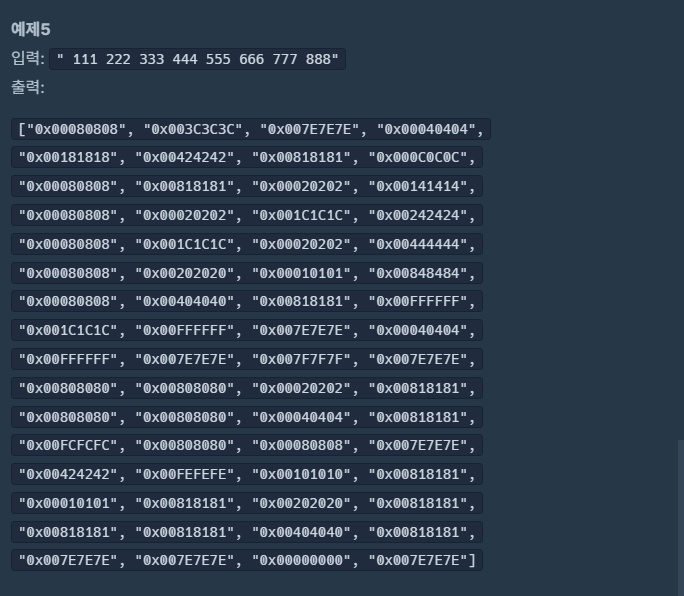 예제5
입력: " 111 222 333 444 555 666 777 888"
출력:
["0x00080808", "0x003C3C3C", "0x007E7E7E", "0x00040404",
"0x00181818", "0x00424242", "0x00818181", "0x000C0C0C",
"0x00080808", "0x00818181", "0x00020202", "0x00141414",
"0x00080808", "0x00020202", "0x001C1C1C", "0x00242424",
"0x00080808", "0x001C1C1C", "0x00020202", "0x00444444",
"0x00080808", "0x00202020", "0x00010101", "0x00848484",
"0x00080808", "0x00404040", "0x00818181", "0x00FFFFFF",
"0x001C1C1C", "0x00FFFFFF", "0x007E7E7E", "0x00040404",
"0x00FFFFFF", "0x007E7E7E", "0x007F7F7F", "0x007E7E7E",
"0x00808080", "0x00808080", "0x00020202", "0x00818181",
"0x00808080", "0x00808080", "0x00040404", "0x00818181",
"0x00FCFCFC", "0x00808080", "0x00080808", "0x007E7E7E",
"0x00424242", "0x00FEFEFE", "0x00101010", "0x00818181",
"0x00010101", "0x00818181", "0x00202020", "0x00818181",
"0x00818181", "0x00818181", "0x00404040", "0x00818181",
"0x007E7E7E", "0x007E7E7E", "0x00000000", "0x007E7E7E"]